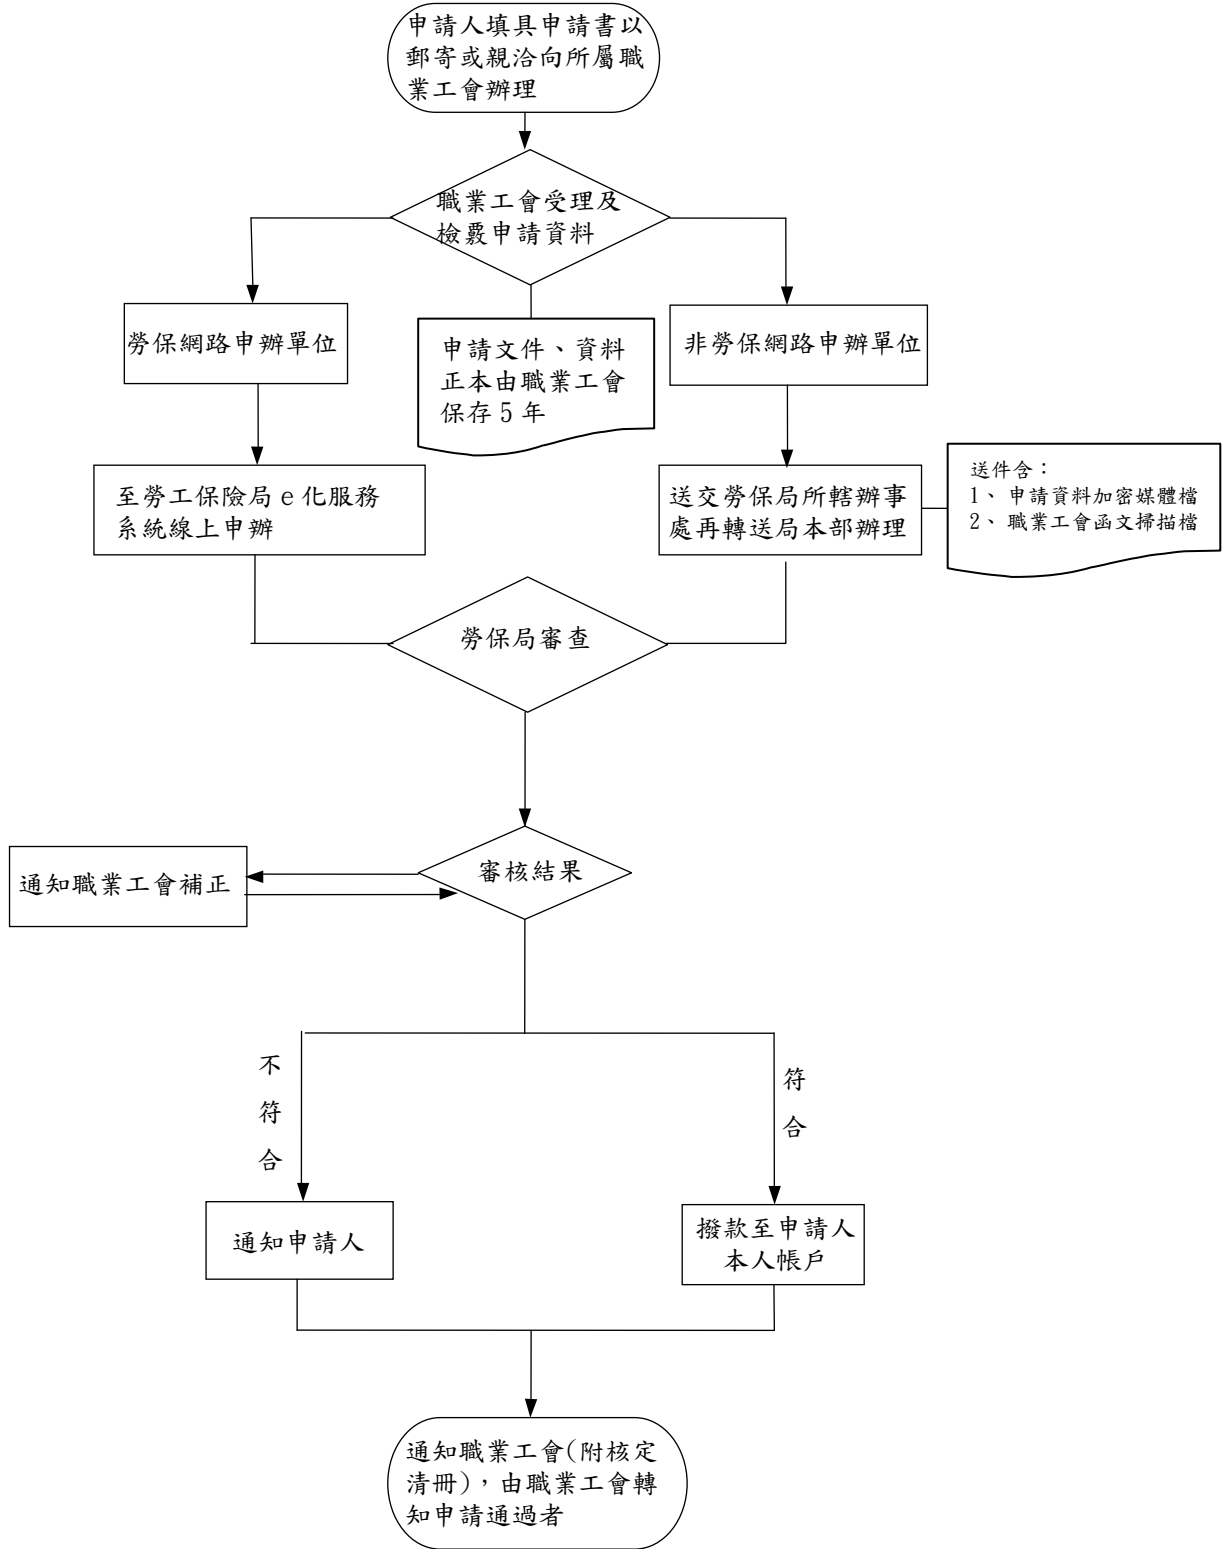 申請人填具申請書以
郵寄或親洽向所屬職
業工會辦理
職業工會受理及
檢覈申請資料
勞保網路申辦單位
申請文件、資料
正本由職業工會
保存 5 年
非勞保網路申辦單位
至勞工保險局 e 化服務
系統線上申辦
送交勞保局所轄辦事
處再轉送局本部辦理
送件含：
1、 申請資料加密媒體檔
2、 職業工會函文掃描檔
勞保局審查
通知職業工會補正
審核結果
不
符
合
符
合
通知申請人
撥款至申請人
本人帳戶
通知職業工會(附核定
清冊)，由職業工會轉
知申請通過者